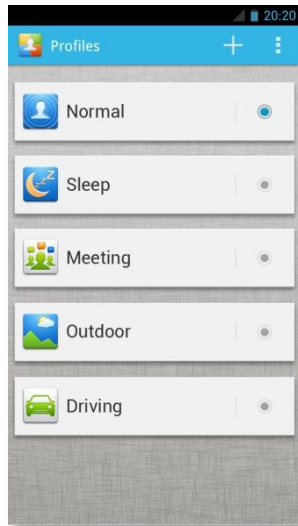 20:20
Profiles
Normal
Sleep
Meeting
Outdoor
Driving